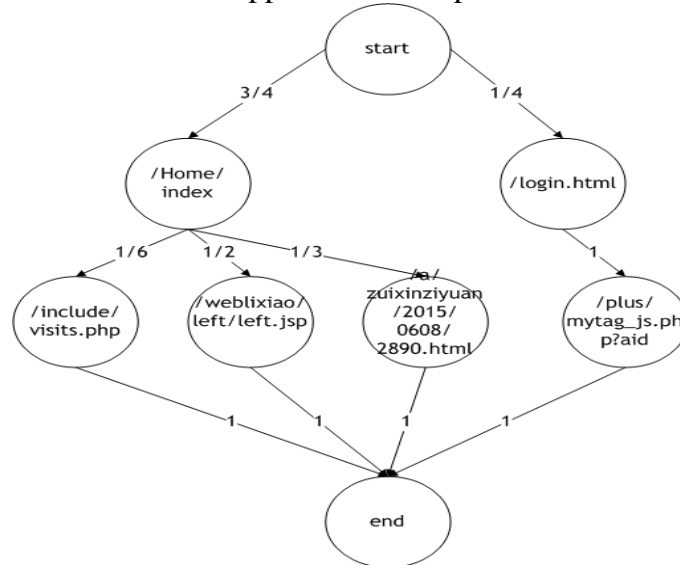 start
3/4
1/4
/Home/
index
/login.html
1/6
1/2
1/3
1
/include/
visits.php
/weblixiao/
left/left.jsp
/a/
zuixinziyuan
/2015/
0608/
2890.html
/plus/
mytag_js.ph
p?aid
1
1
1
1
end